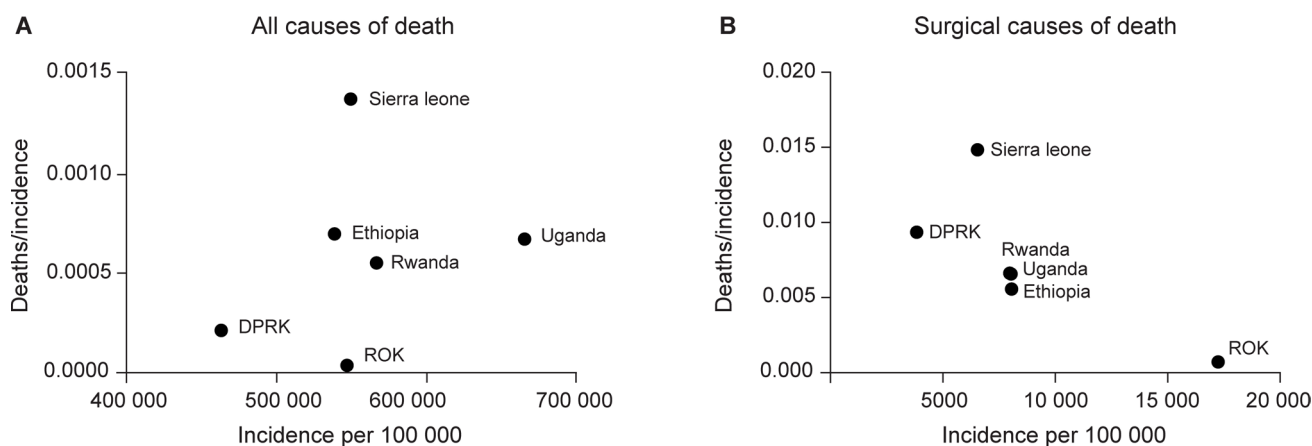 A
All causes of death
Deaths/incidence
0.0015
0.0010
0.0005
0.0000
Sierra leone
Ethiopia
Uganda
Rwanda
DPRK
ROK
400 000
500 000
600 000
700 000
Incidence per 100 000
B
Surgical causes of death
Deaths/incidence
0.020
0.015
0.010
0.005
0.000
Sierra leone
DPRK
Rwanda
Uganda
Ethiopia
ROK
5000
10 000
15 000
20 000
Incidence per 100 000